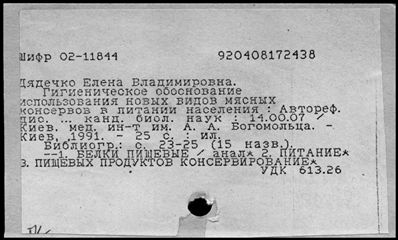 Шифр 02-11844 920408172438
Дядечко Елена Владимировна.
Гигиеническое обоснование
использования новых видов мясных
консервов в питании населения : Автореф.
дис. ... канд. биол. наук : 14.00.07 /
Киев. мед. ин-т им. А. А. Богомольца. -
Киев, 1991. - 25 с. : ил.
Библиогр.: с. 23-25 (15 назв.).
--1. БЕЛКИ ПИЩЕВЫЕ / анал* 2. ПИТАНИЕ*
3. ПИЩЕВЫХ ПРОДУКТОВ КОНСЕРВИРОВАНИЕ*
УДК 613.26